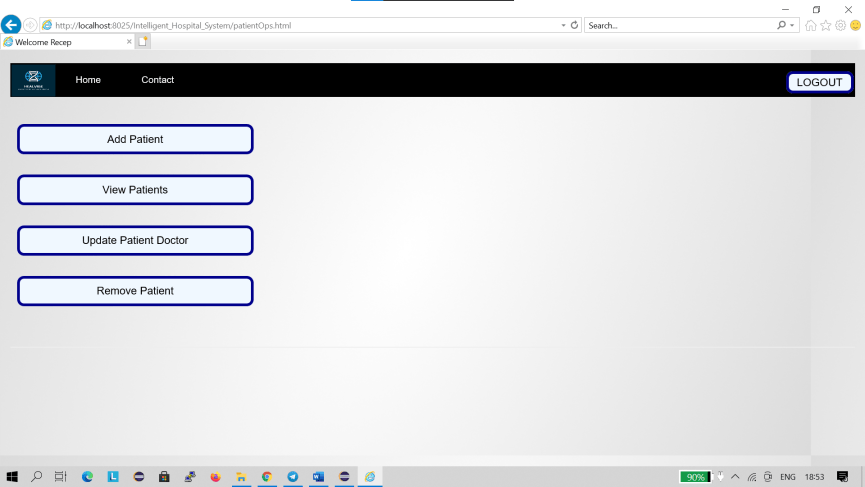 http://localhost:8025/Intelligent_Hospital_System/patientOps.html
Search...
Welcome Recep
HEALURE
Home
Contact
LOGOUT
Add Patient
View Patients
Update Patient Doctor
Remove Patient
90%
ENG
18:53